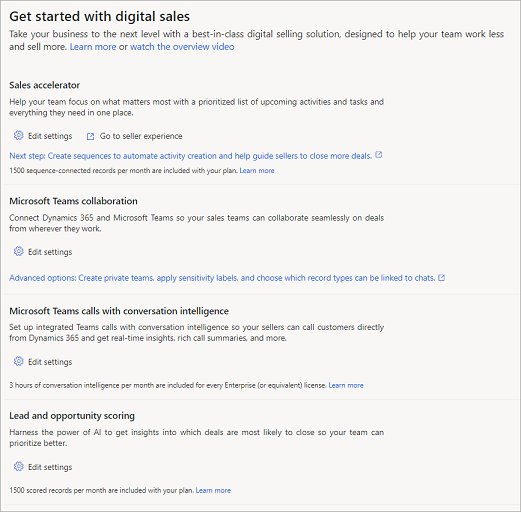 Get started with digital sales
Take your business to the next level with a best-in-class digital selling solution, designed to help your team work less
and sell more. Learn more or watch the overview video
Sales accelerator
Help your team focus on what matters most with a prioritized list of upcoming activities and tasks and
everything they need in one place.
Edit settings Go to seller experience
Next step: Create sequences to automate activity creation and help guide sellers to close more deals.
1500 sequence-connected records per month are included with your plan. Learn more
Microsoft Teams collaboration
Connect Dynamics 365 and Microsoft Teams so your sales teams can collaborate seamlessly on deals
from wherever they work.
Edit settings
Advanced options: Create private teams, apply sensitivity labels, and choose which record types can be linked to chats.
Microsoft Teams calls with conversation intelligence
Set up integrated Teams calls with conversation intelligence so your sellers can call customers directly
from Dynamics 365 and get real-time insights, rich call summaries, and more.
Edit settings
3 hours of conversation intelligence per month are included for every Enterprise (or equivalent) license. Learn more
Lead and opportunity scoring
Harness the power of AI to get insights into which deals are most likely to close so your team can
prioritize better.
Edit settings
1500 scored records per month are included with your plan. Learn more